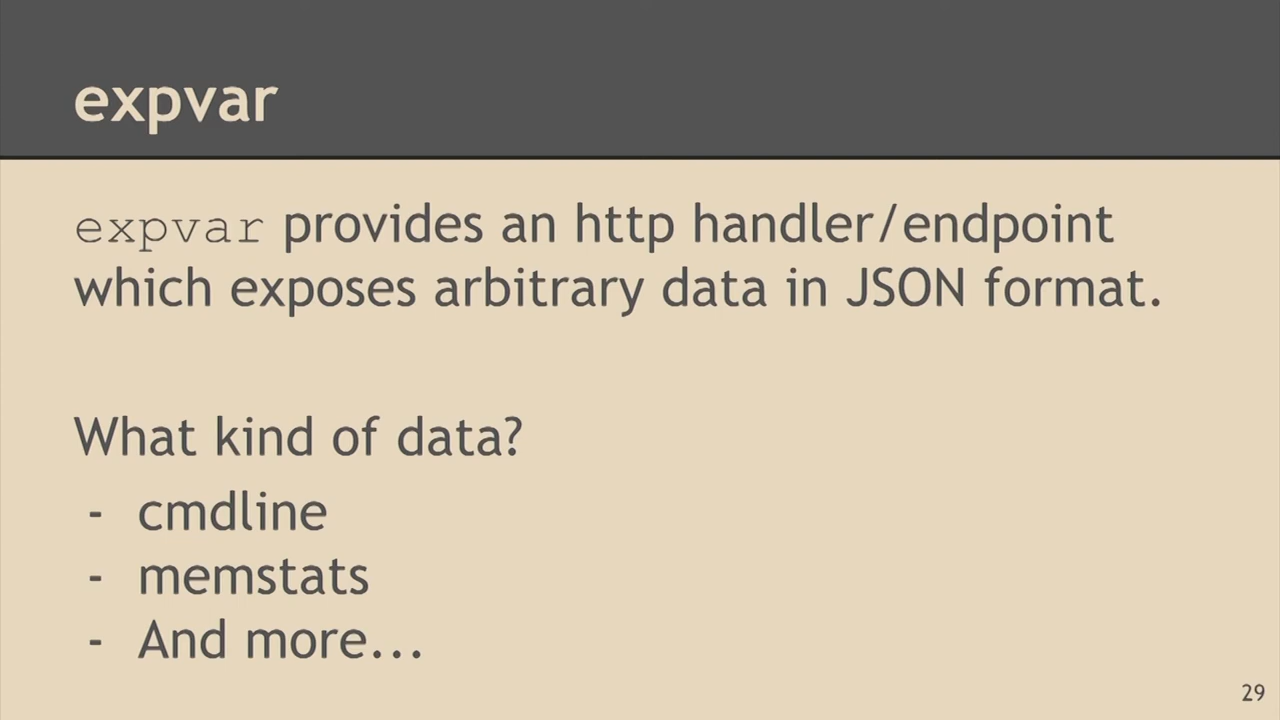 expvar
expvar provides an http handler/endpoint
which exposes arbitrary data in JSON format.
What kind of data?
- cmdline
- memstats
- And more...
29